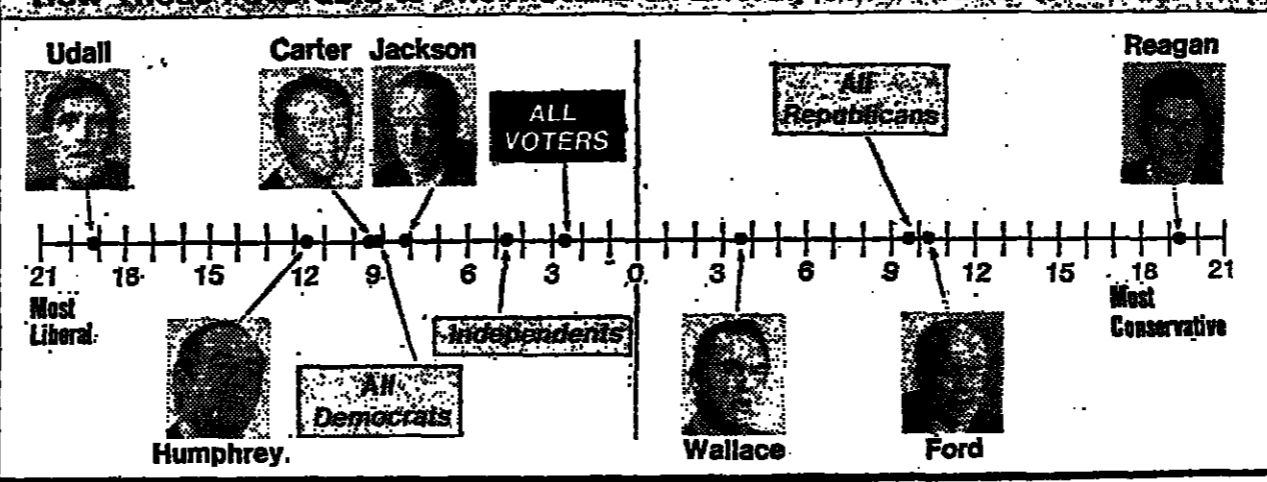 Udall
Carter Jackson
Reagan
ALL
VOTERS
All
Republicans
21 18 15 12 9 6 3 0 3 6 9 12 15 18 21
Most
Liberal
Most
Conservative
Independents
All
Democrats
Humphrey.
Wallace
Ford